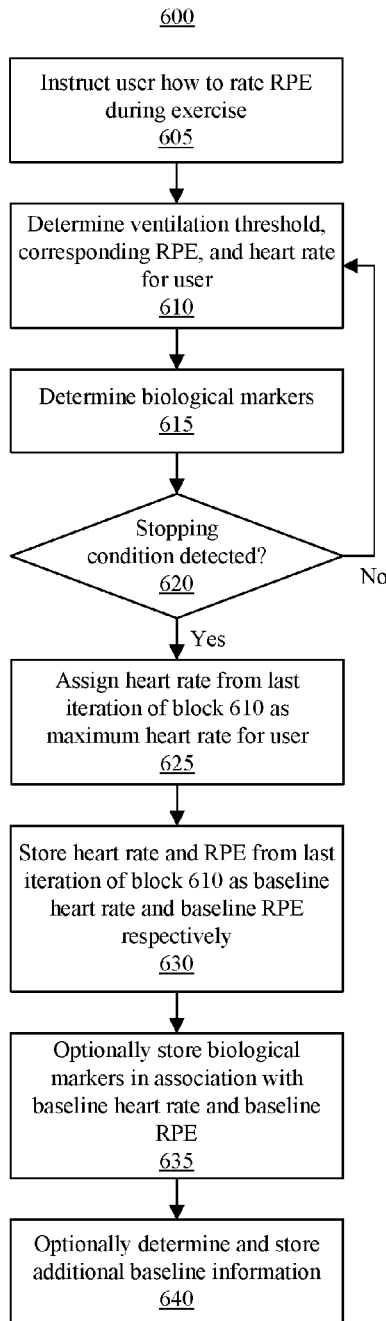 600
Instruct user how to rate RPE
during exercise
605
Determine ventilation threshold,
corresponding RPE, and heart rate
for user
610
Determine biological markers
615
Stopping
condition detected?
620
No
Yes
Assign heart rate from last
iteration of block 610 as
maximum heart rate for user
625
Store heart rate and RPE from last
iteration of block 610 as baseline
heart rate and baseline RPE
respectively
630
Optionally store biological
markers in association with
baseline heart rate and baseline
RPE
635
Optionally determine and store
additional baseline information
640